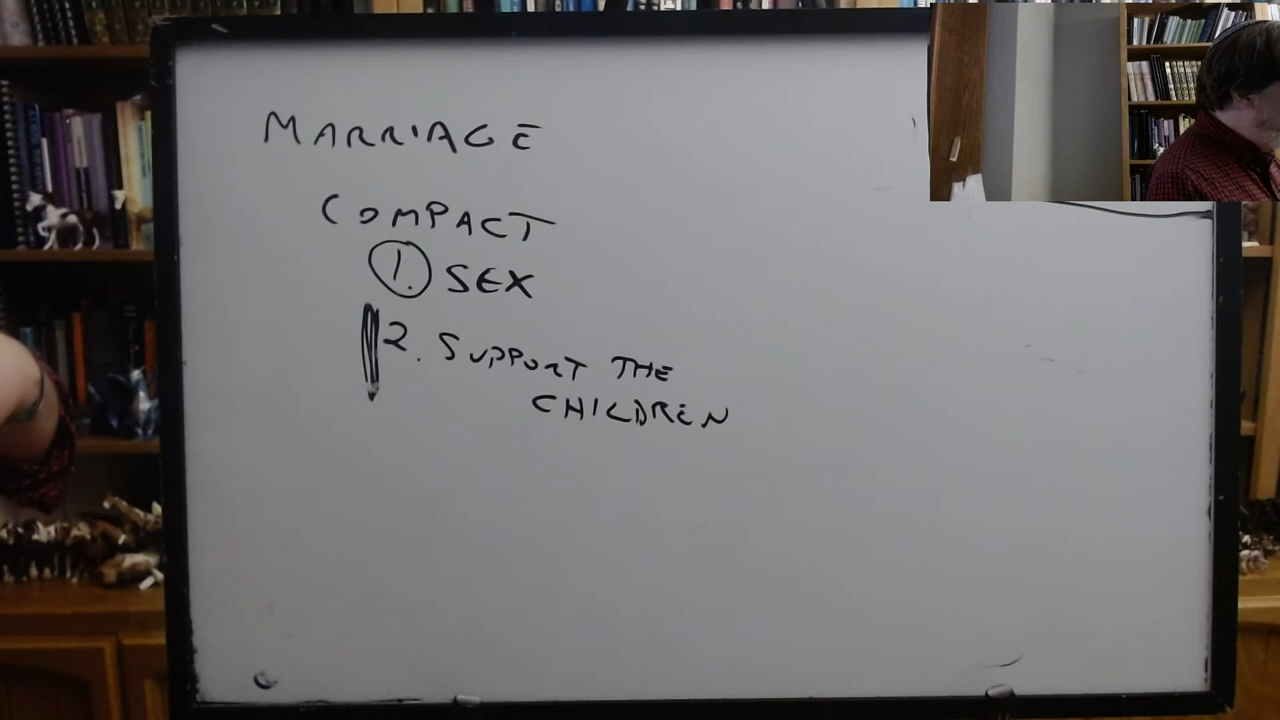 MARRIAGE
COMPACT
1. SEX
2. SUPPORT THE
CHILDREN